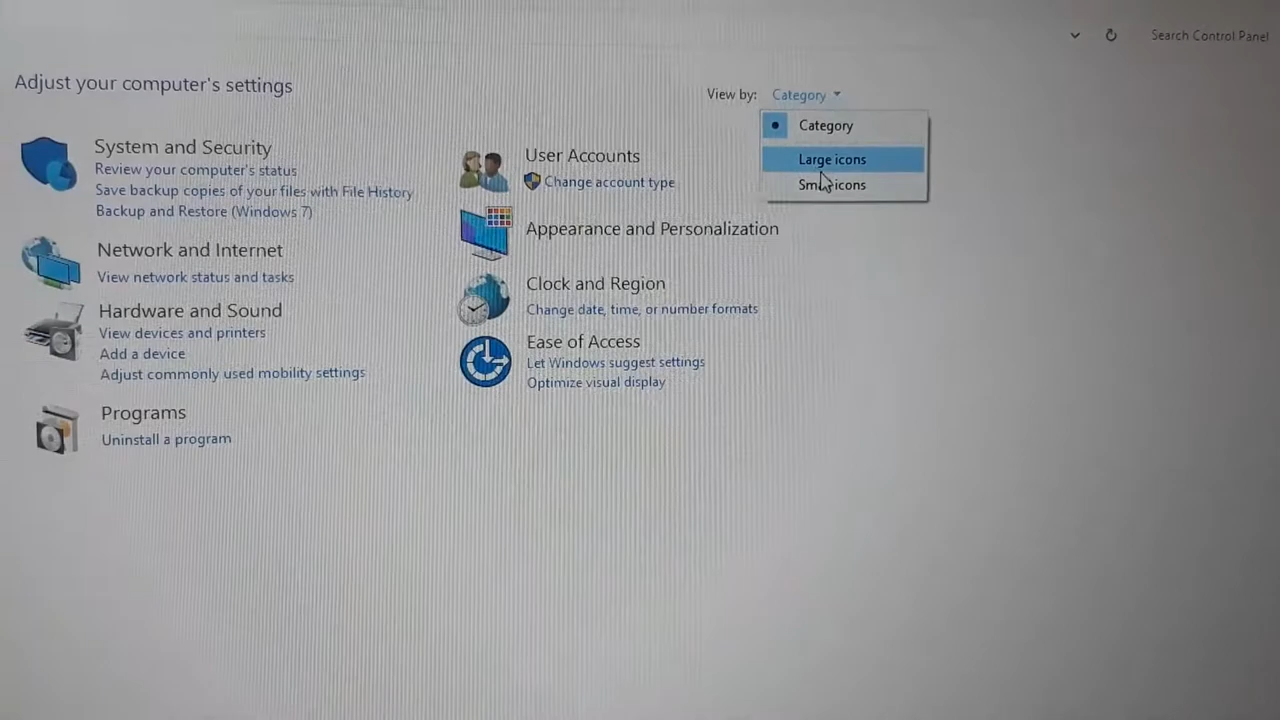 Search Control Panel
Adjust your computer's settings
View by: Category
Category
Large icons
Small icons
System and Security
Review your computer's status
Save backup copies of your files with File History
Backup and Restore (Windows 7)
Network and Internet
View network status and tasks
Hardware and Sound
View devices and printers
Add a device
Adjust commonly used mobility settings
Programs
Uninstall a program
User Accounts
Change account type
Appearance and Personalization
Clock and Region
Change date, time, or number formats
Ease of Access
Let Windows suggest settings
Optimize visual display